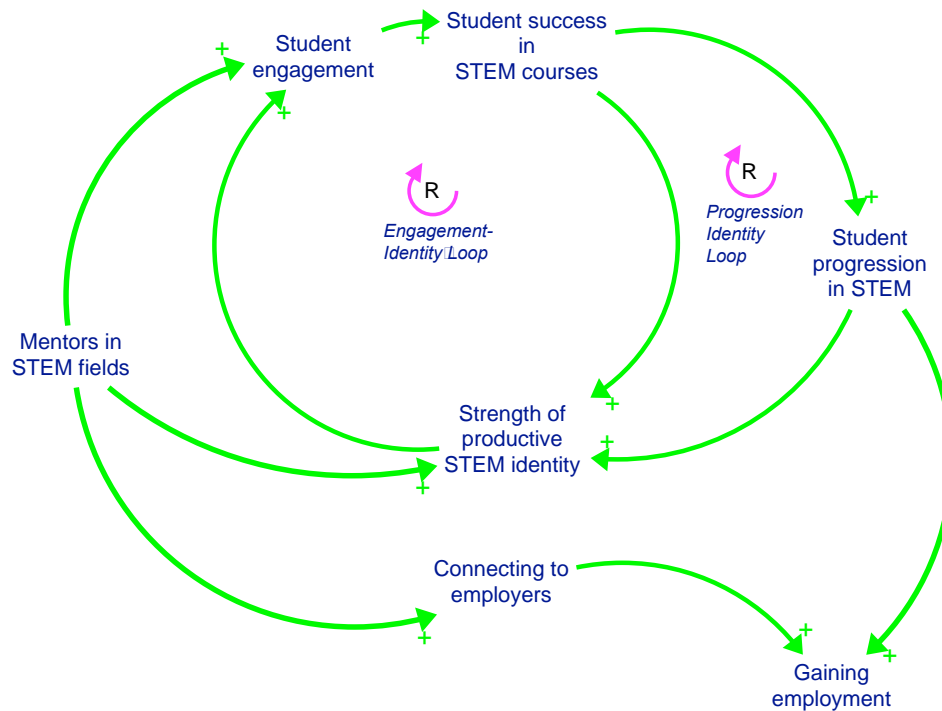 Student
engagement
Student success
in
STEM courses
+
+
+
R
Engagement-
Identity Loop
R
Progression
Identity
Loop
+
Student
progression
in STEM
Mentors in
STEM fields
Strength of
productive
STEM identity
+
+
+
Connecting to
employers
+
+
+
Gaining
employment